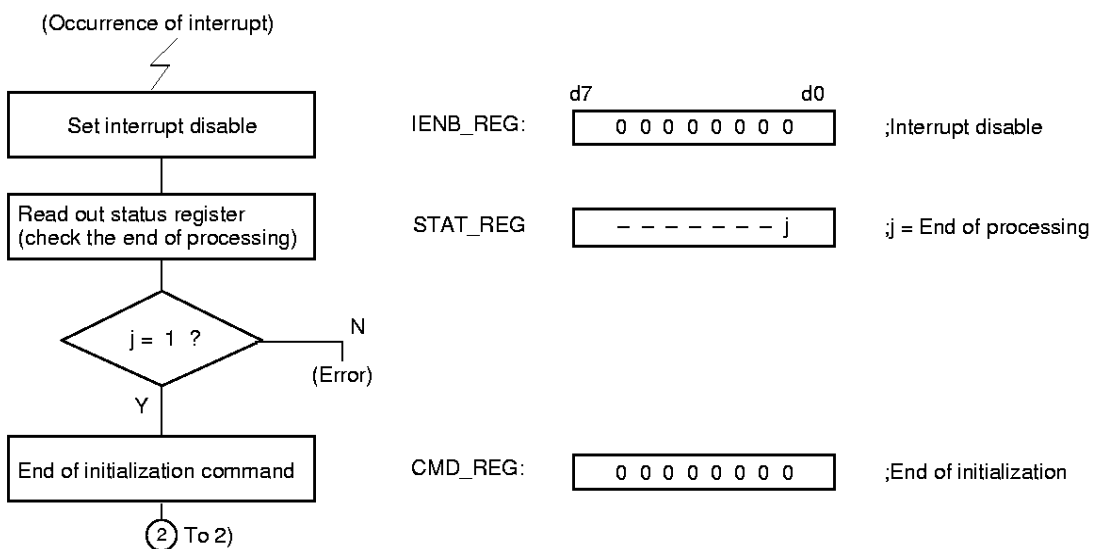 (Occurrence of interrupt)
d7 d0
Set interrupt disable IENB_REG: 0 0 0 0 0 0 0 0 ;Interrupt disable
Read out status register
(check the end of processing) STAT_REG – – – – – – – j ;j = End of processing
j = 1 ? N
(Error)
Y
End of initialization command CMD_REG: 0 0 0 0 0 0 0 0 ;End of initialization
2 To 2)